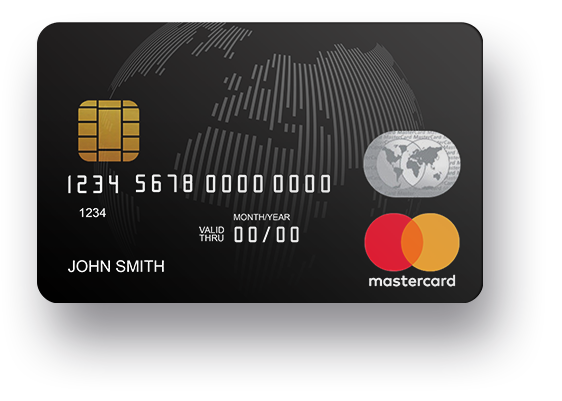 1234 5678 0000 0000
1234
MONTH/YEAR
VALID THRU 00/00
JOHN SMITH
mastercard